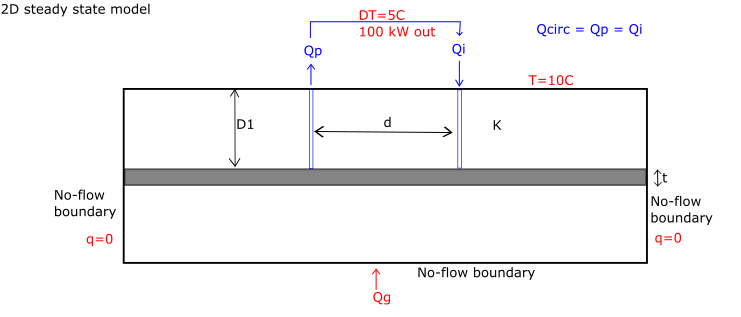 2D steady state model
DT=5C
100 kW out
Qcirc = Qp = Qi
Qp
Qi
T=10C
D1
d
K
t
No-flow
boundary
q=0
No-flow
boundary
q=0
No-flow boundary
Qg